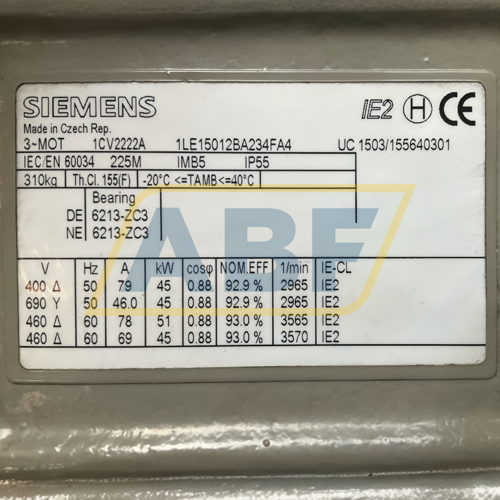 SIEMENS IE2 H CE
Made in Czech Rep.
3~MOT 1CV2222A 1LE15012BA234FA4 UC 1503/155640301
IEC/EN 60034 225M IMB5 IP55
310kg Th.Cl. 155(F) -20°C <=TAMB<=40°C
Bearing
DE 6213-ZC3
NE 6213-ZC3
ABF
V Hz A kW cosφ NOM.EFF 1/min IE-CL
400 Δ 50 79 45 0.88 92.9 % 2965 IE2
690 Y 50 46.0 45 0.88 92.9 % 2965 IE2
460 Δ 60 78 51 0.88 93.0 % 3565 IE2
460 Δ 60 69 45 0.88 93.0 % 3570 IE2